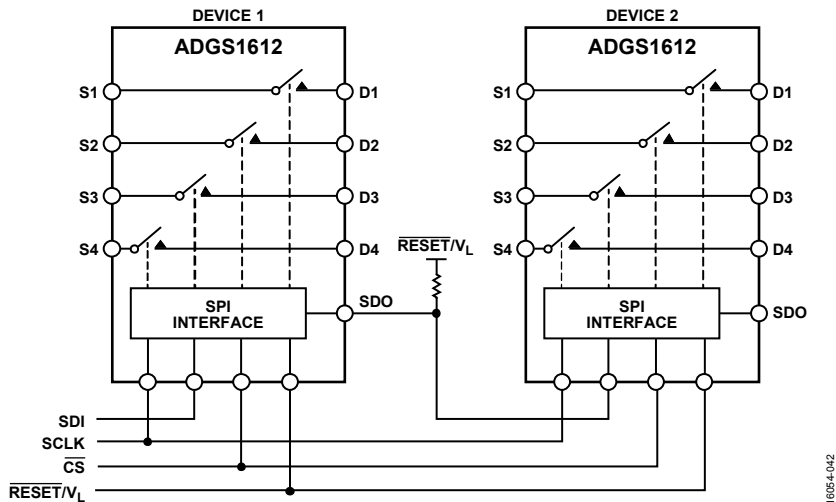 DEVICE 1
DEVICE 2
ADGS1612
ADGS1612
S1
D1
S1
D1
S2
D2
S2
D2
S3
D3
S3
D3
S4
D4
RESET/VL
S4
D4
SPI
INTERFACE
SDO
SPI
INTERFACE
SDO
SDI
SCLK
CS
RESET/VL
16054-042